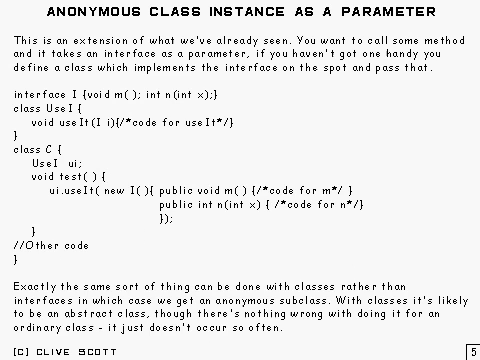 ANONYMOUS CLASS INSTANCE AS A PARAMETER
This is an extension of what we've already seen. You want to call some method
and it takes an interface as a parameter, if you haven't got one handy you
define a class which implements the interface on the spot and pass that.
interface I {void m( ); int n(int x);}
class UseI {
void useIt(I i){/*code for useIt*/}
}
class C {
UseI ui;
void test( ) {
ui.useIt( new I( ){ public void m( ) {/*code for m*/ }
public int n(int x) { /*code for n*/}
});
}
//Other code
}
Exactly the same sort of thing can be done with classes rather than
interfaces in which case we get an anonymous subclass. With classes it's likely
to be an abstract class, though there's nothing wrong with doing it for an
ordinary class - it just doesn't occur so often.
[C] CLIVE SCOTT
5